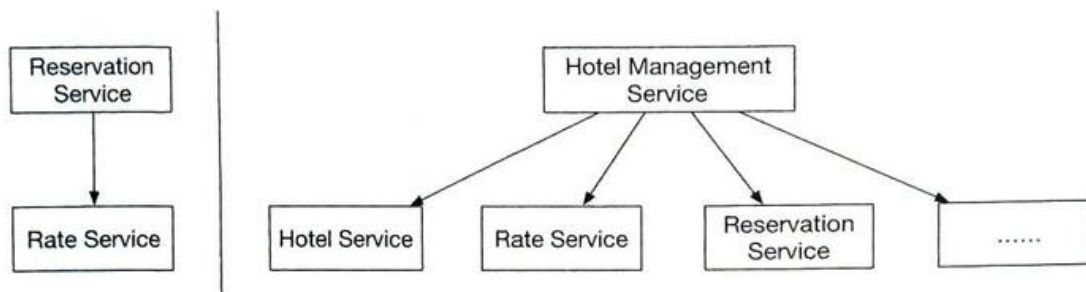 Reservation
Service
Rate Service
Hotel Management
Service
Hotel Service
Rate Service
Reservation
Service
......